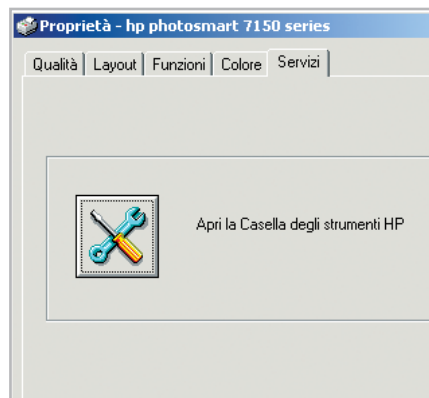 Proprietà - hp photosmart 7150 series
Qualità Layout Funzioni Colore Servizi
Apri la Casella degli strumenti HP